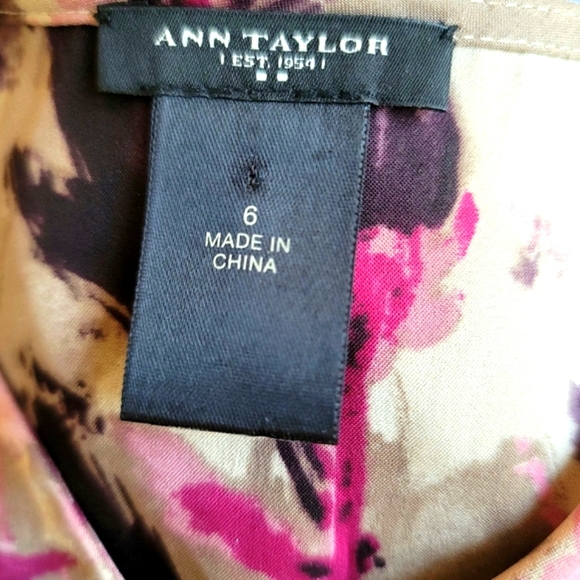 ANN TAYLOR
EST. 1954
6
MADE IN
CHINA